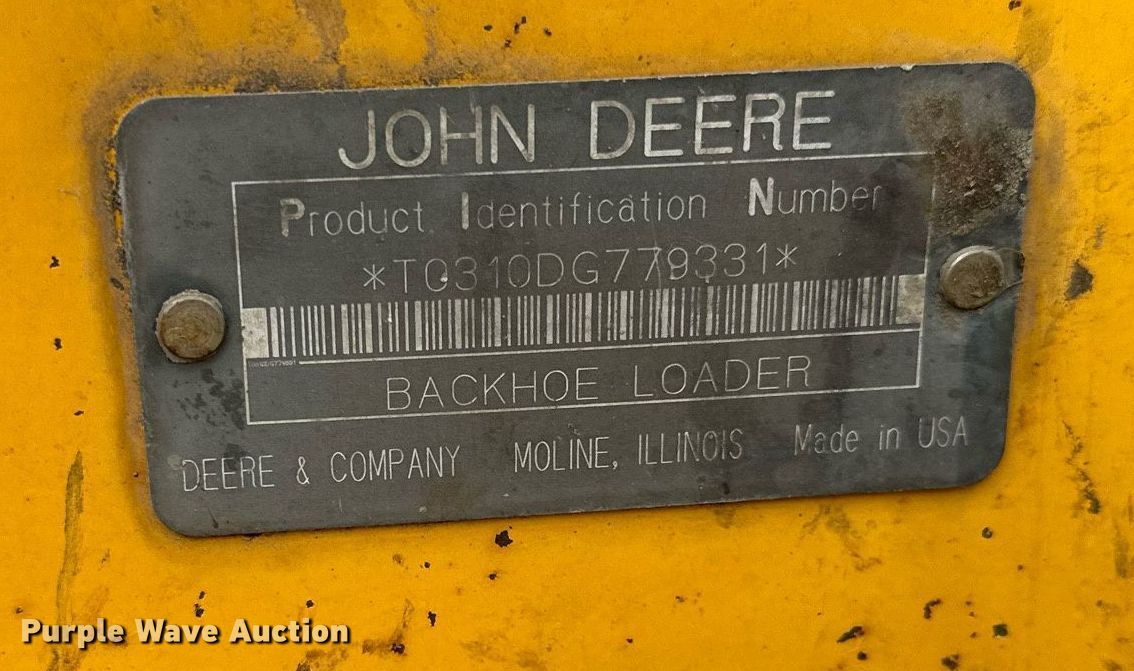 JOHN DEERE
Product Identification Number
*T0310DG779331*
BACKHOE LOADER
DEERE & COMPANY MOLINE, ILLINOIS Made in USA
Purple Wave Auction